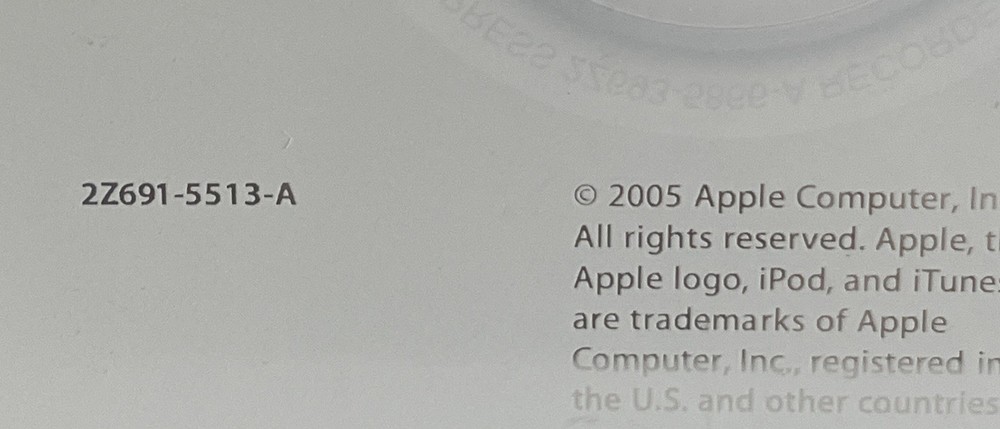 2Z691-5513-A
© 2005 Apple Computer, In
All rights reserved. Apple, t
Apple logo, iPod, and iTunes
are trademarks of Apple
Computer, Inc., registered in
the U.S. and other countries